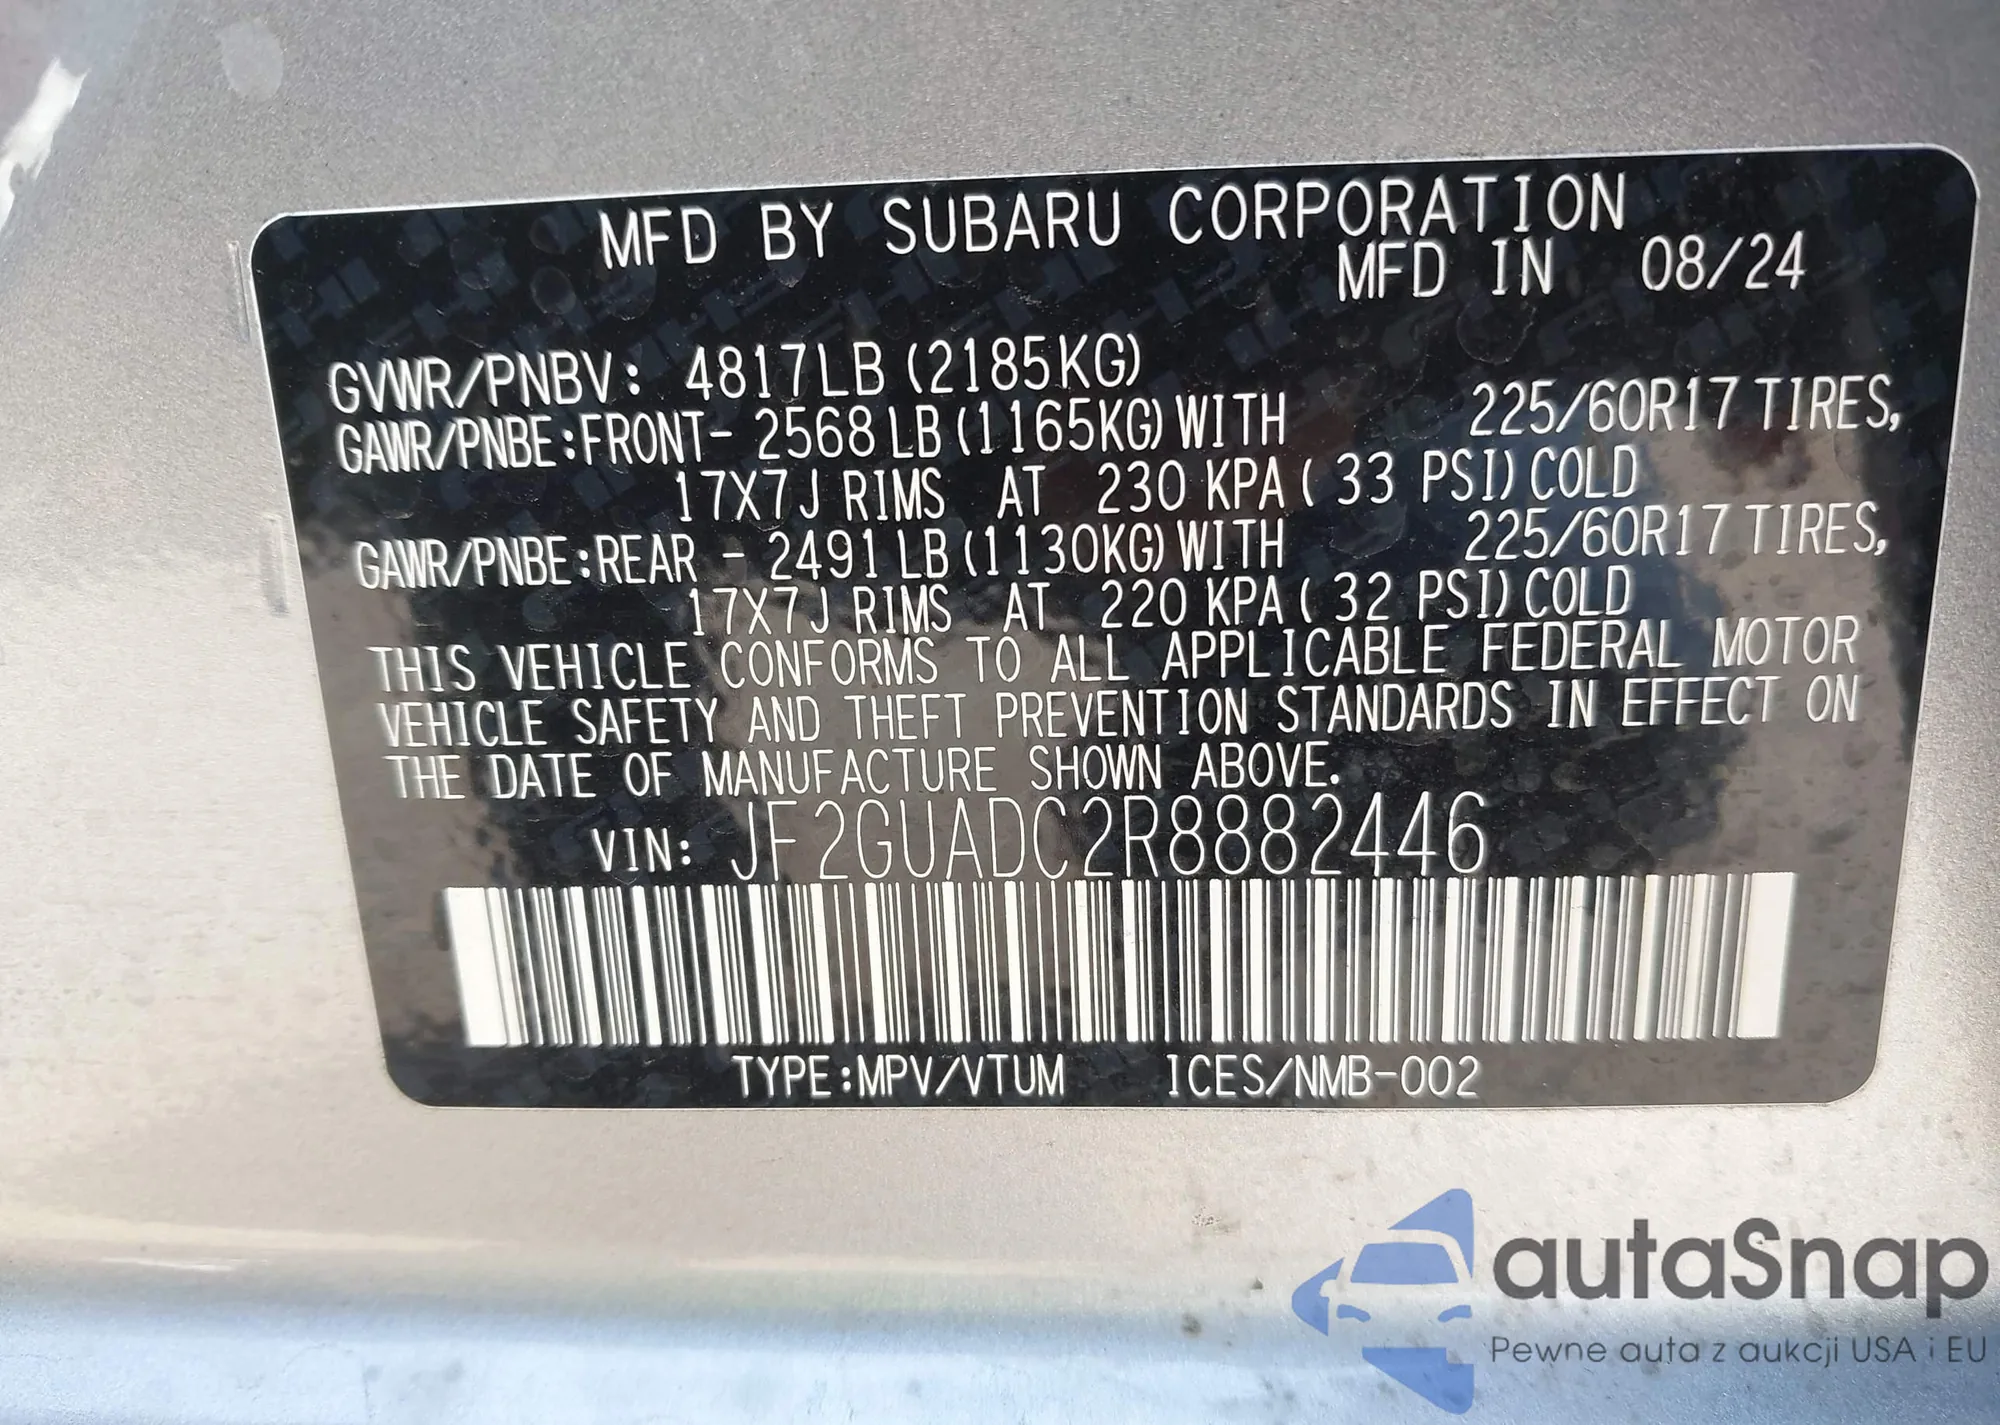 MFD BY SUBARU CORPORATION
MFD IN 08/24
GVWR/PNBV: 4817LB (2185KG)
GAWR/PNBE:FRONT- 2568 LB (1165KG) WITH 225/60R17 TIRES,
17X7J RIMS AT 230 KPA ( 33 PSI) COLD
GAWR/PNBE:REAR - 2491 LB (1130KG) WITH 225/60R17 TIRES,
17X7J RIMS AT 220 KPA ( 32 PSI) COLD
THIS VEHICLE CONFORMS TO ALL APPLICABLE FEDERAL MOTOR
VEHICLE SAFETY AND THEFT PREVENTION STANDARDS IN EFFECT ON
THE DATE OF MANUFACTURE SHOWN ABOVE.
VIN: JF2GUADC2R8882446
TYPE:MPV/VTUM ICES/NMB-002
autaSnap
Pewne auta z aukcji USA i EU